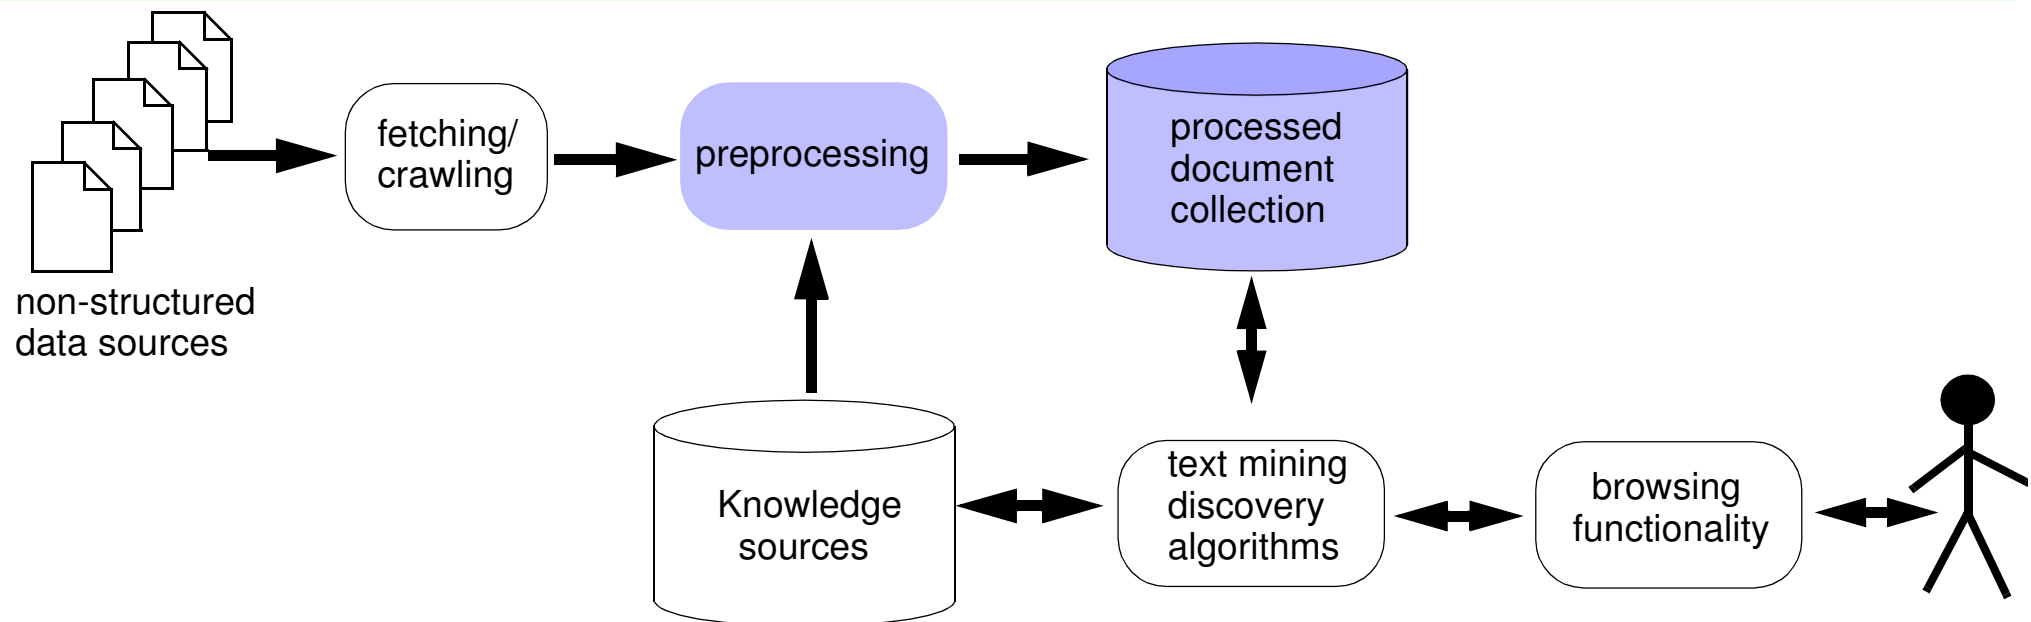 non-structured
data sources
fetching/
crawling
preprocessing
processed
document
collection
Knowledge
sources
text mining
discovery
algorithms
browsing
functionality